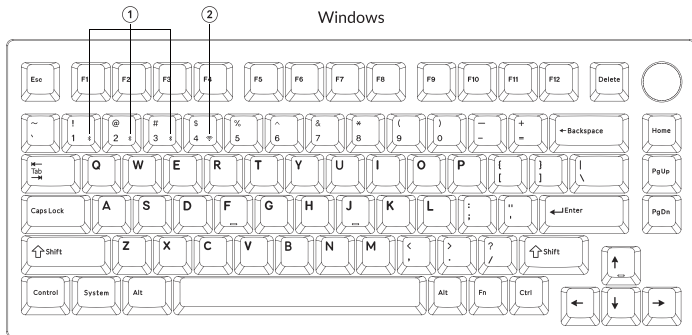 ① ②
Windows
Esc F1 F2 F3 F4 F5 F6 F7 F8 F9 F10 F11 F12 Delete
~ ! @ # $ % ^ & * ( ) — +
` 1 2 3 4 5 6 7 8 9 0 - = ←Backspace Home
Tab Q W E R T Y U I O P { [ } ] | \ PgUp
Caps Lock A S D F G H J K L : ; " ' Enter PgDn
Shift Z X C V B N M < , > . ? / Shift ↑
Control System Alt Alt Fn Ctrl ← ↓ →